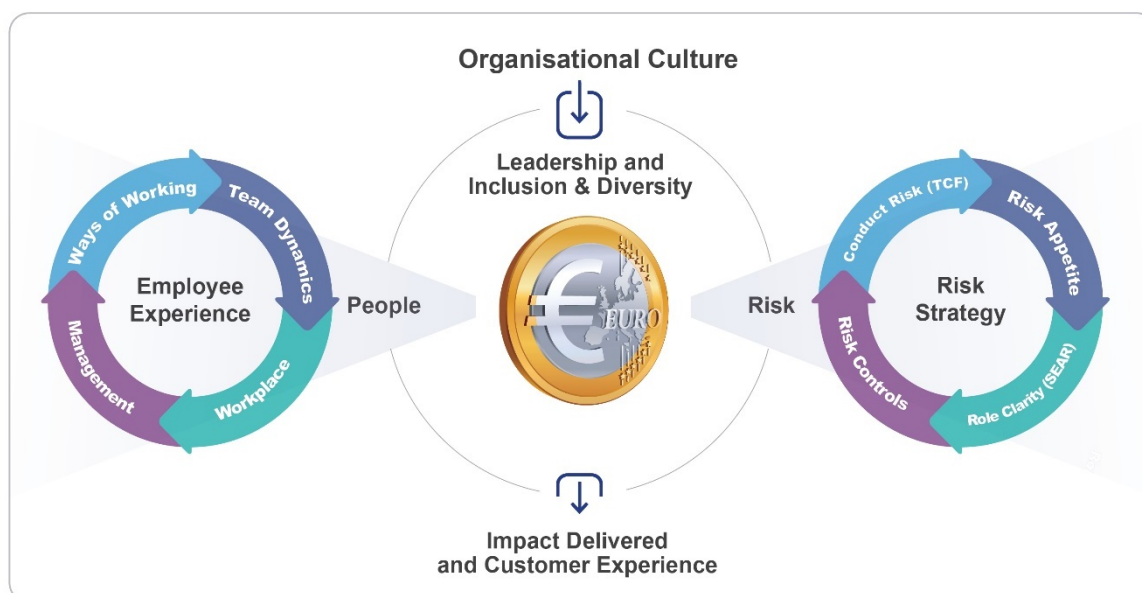 Organisational Culture
Leadership and
Inclusion & Diversity
Ways of Working
Team Dynamics
Workplace
Management
Employee
Experience
People
€
EURO
Risk
Conduct Risk (TCF)
Risk Appetite
Role Clarity (SEAR)
Risk Controls
Risk
Strategy
Impact Delivered
and Customer Experience